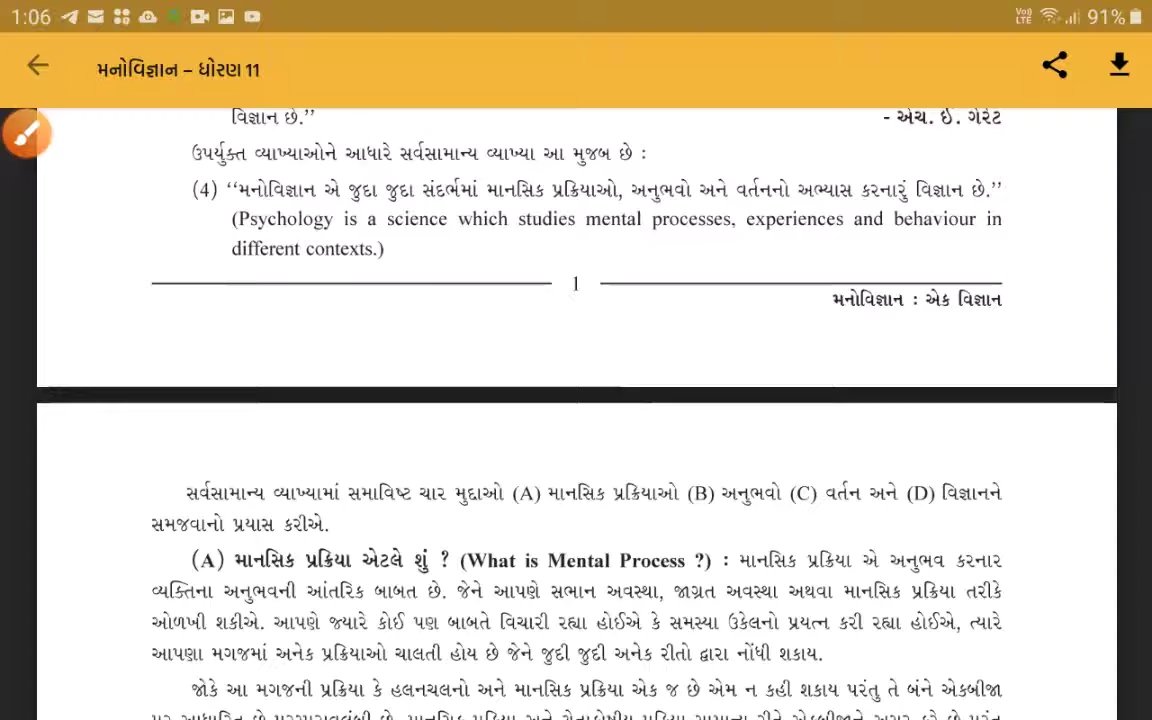 1:06
Vo))
LTE
91%
મનોવિજ્ઞાન – ધોરણ 11
વિજ્ઞાન છે.’’ - એચ. ઇ. ગેરેટ
ઉપર્યુક્ત વ્યાખ્યાઓને આધારે સર્વસામાન્ય વ્યાખ્યા આ મુજબ છે :
(4) ‘‘મનોવિજ્ઞાન એ જુદા જુદા સંદર્ભમાં માનસિક પ્રક્રિયાઓ, અનુભવો અને વર્તનનો અભ્યાસ કરનારું વિજ્ઞાન છે.’’
(Psychology is a science which studies mental processes, experiences and behaviour in
different contexts.)
1
મનોવિજ્ઞાન : એક વિજ્ઞાન
સર્વસામાન્ય વ્યાખ્યામાં સમાવિષ્ટ ચાર મુદ્દાઓ (A) માનસિક પ્રક્રિયાઓ (B) અનુભવો (C) વર્તન અને (D) વિજ્ઞાનને
સમજવાનો પ્રયાસ કરીએ.
(A) માનસિક પ્રક્રિયા એટલે શું ? (What is Mental Process ?) : માનસિક પ્રક્રિયા એ અનુભવ કરનાર
વ્યક્તિના અનુભવની આંતરિક બાબત છે. જેને આપણે સભાન અવસ્થા, જાગ્રત અવસ્થા અથવા માનસિક પ્રક્રિયા તરીકે
ઓળખી શકીએ. આપણે જ્યારે કોઈ પણ બાબતે વિચારી રહ્યા હોઈએ કે સમસ્યા ઉકેલનો પ્રયત્ન કરી રહ્યા હોઈએ, ત્યારે
આપણા મગજમાં અનેક પ્રક્રિયાઓ ચાલતી હોય છે જેને જુદી જુદી અનેક રીતો દ્વારા નોંધી શકાય.
જોકે આ મગજની પ્રક્રિયા કે હલનચલનો અને માનસિક પ્રક્રિયા એક જ છે એમ ન કહી શકાય પરંતુ તે બંને એકબીજા